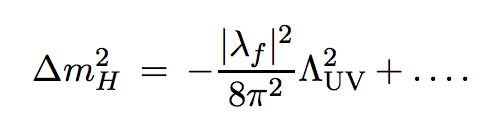 Δm_H^2 = −\frac{|λ_f|^2}{8π^2} Λ_{UV}^2 + ....